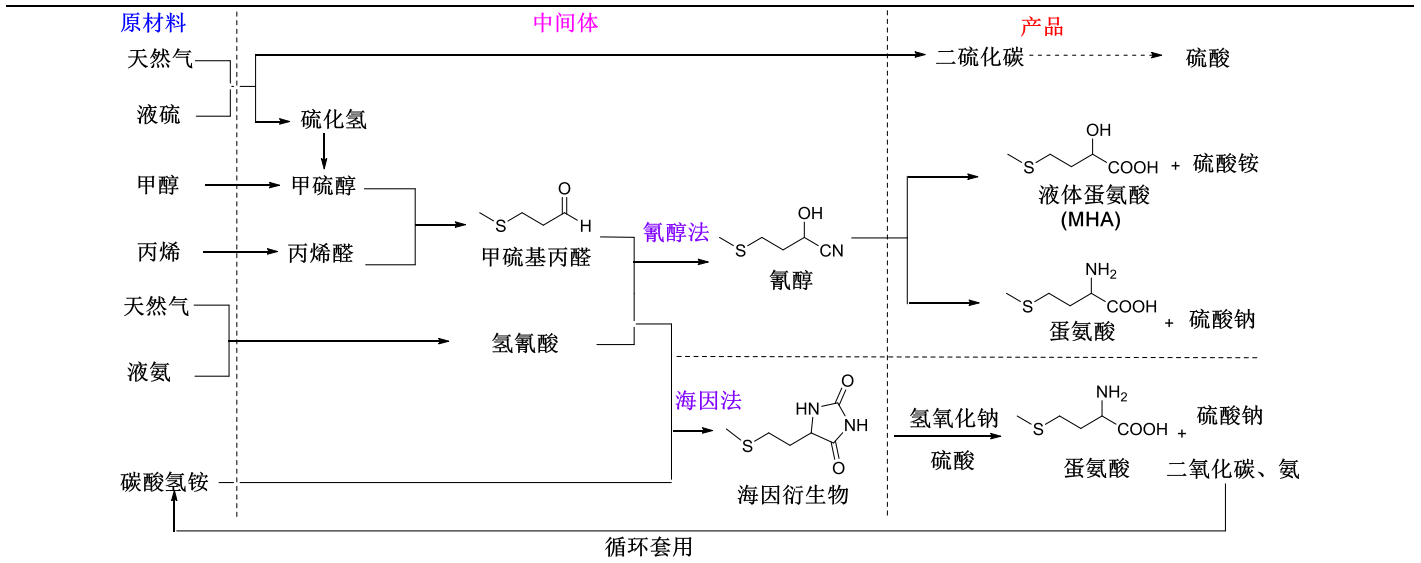 原材料
中间体
产品
天然气
二硫化碳
硫酸
液硫
硫化氢
OH
S
COOH
+ 硫酸铵
甲醇
甲硫醇
液体蛋氨酸
(MHA)
O
S
H
甲硫基丙醛
氰醇法
OH
S
CN
氰醇
丙烯
丙烯醛
NH2
S
COOH
+ 硫酸钠
蛋氨酸
天然气
氢氰酸
液氨
海因法
O
HN
NH
S
O
海因衍生物
氢氧化钠
硫酸
NH2
S
COOH
+
硫酸钠
蛋氨酸
二氧化碳、氨
碳酸氢铵
循环套用